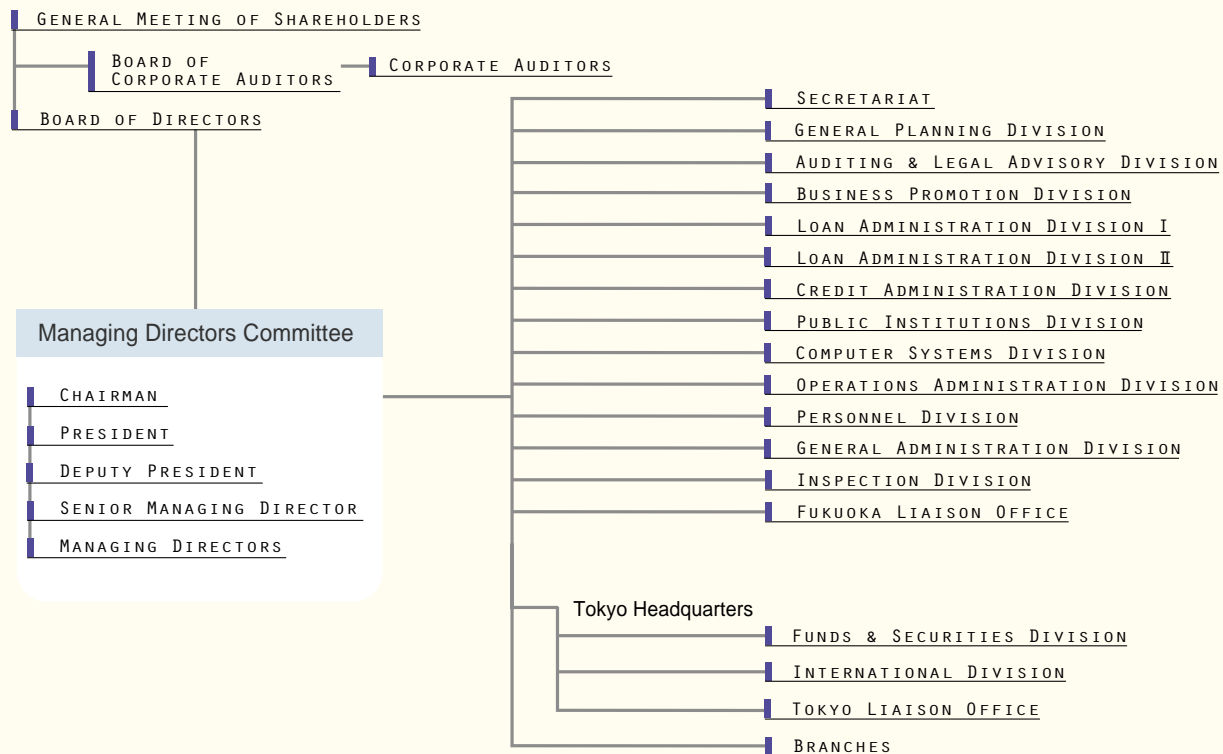 GENERAL MEETING OF SHAREHOLDERS
BOARD OF
CORPORATE AUDITORS
CORPORATE AUDITORS
BOARD OF DIRECTORS
Managing Directors Committee
CHAIRMAN
PRESIDENT
DEPUTY PRESIDENT
SENIOR MANAGING DIRECTOR
MANAGING DIRECTORS
SECRETARIAT
GENERAL PLANNING DIVISION
AUDITING & LEGAL ADVISORY DIVISION
BUSINESS PROMOTION DIVISION
LOAN ADMINISTRATION DIVISION I
LOAN ADMINISTRATION DIVISION Ⅱ
CREDIT ADMINISTRATION DIVISION
PUBLIC INSTITUTIONS DIVISION
COMPUTER SYSTEMS DIVISION
OPERATIONS ADMINISTRATION DIVISION
PERSONNEL DIVISION
GENERAL ADMINISTRATION DIVISION
INSPECTION DIVISION
FUKUOKA LIAISON OFFICE
Tokyo Headquarters
FUNDS & SECURITIES DIVISION
INTERNATIONAL DIVISION
TOKYO LIAISON OFFICE
BRANCHES